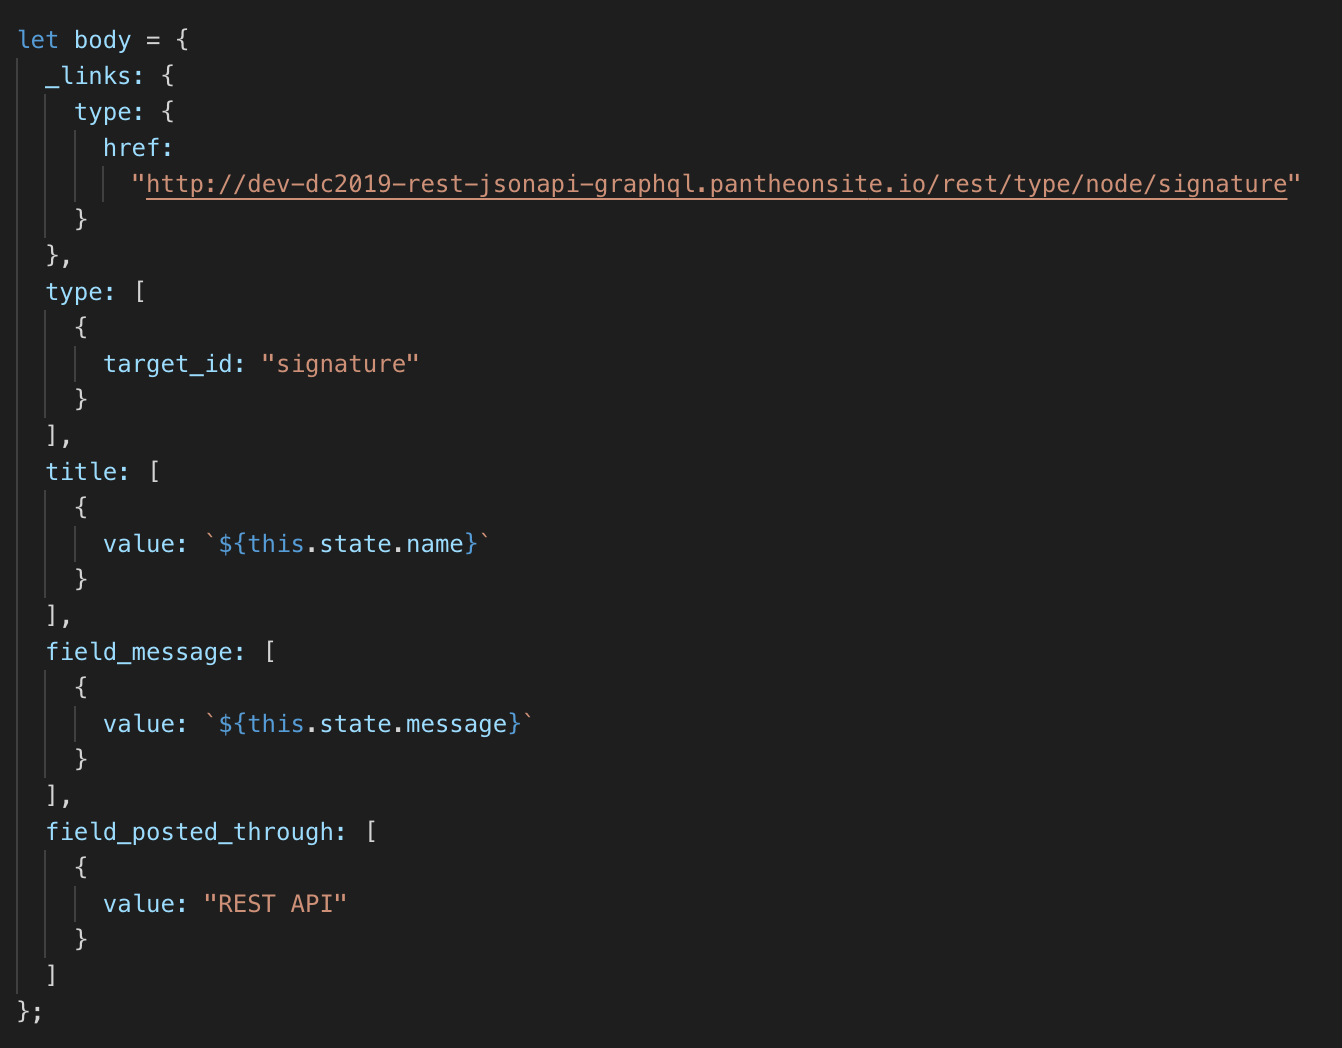 let body = {
  _links: {
    type: {
      href:
        "http://dev-dc2019-rest-jsonapi-graphql.pantheonsite.io/rest/type/node/signature"
    }
  },
  type: [
    {
      target_id: "signature"
    }
  ],
  title: [
    {
      value: `${this.state.name}`
    }
  ],
  field_message: [
    {
      value: `${this.state.message}`
    }
  ],
  field_posted_through: [
    {
      value: "REST API"
    }
  ]
};